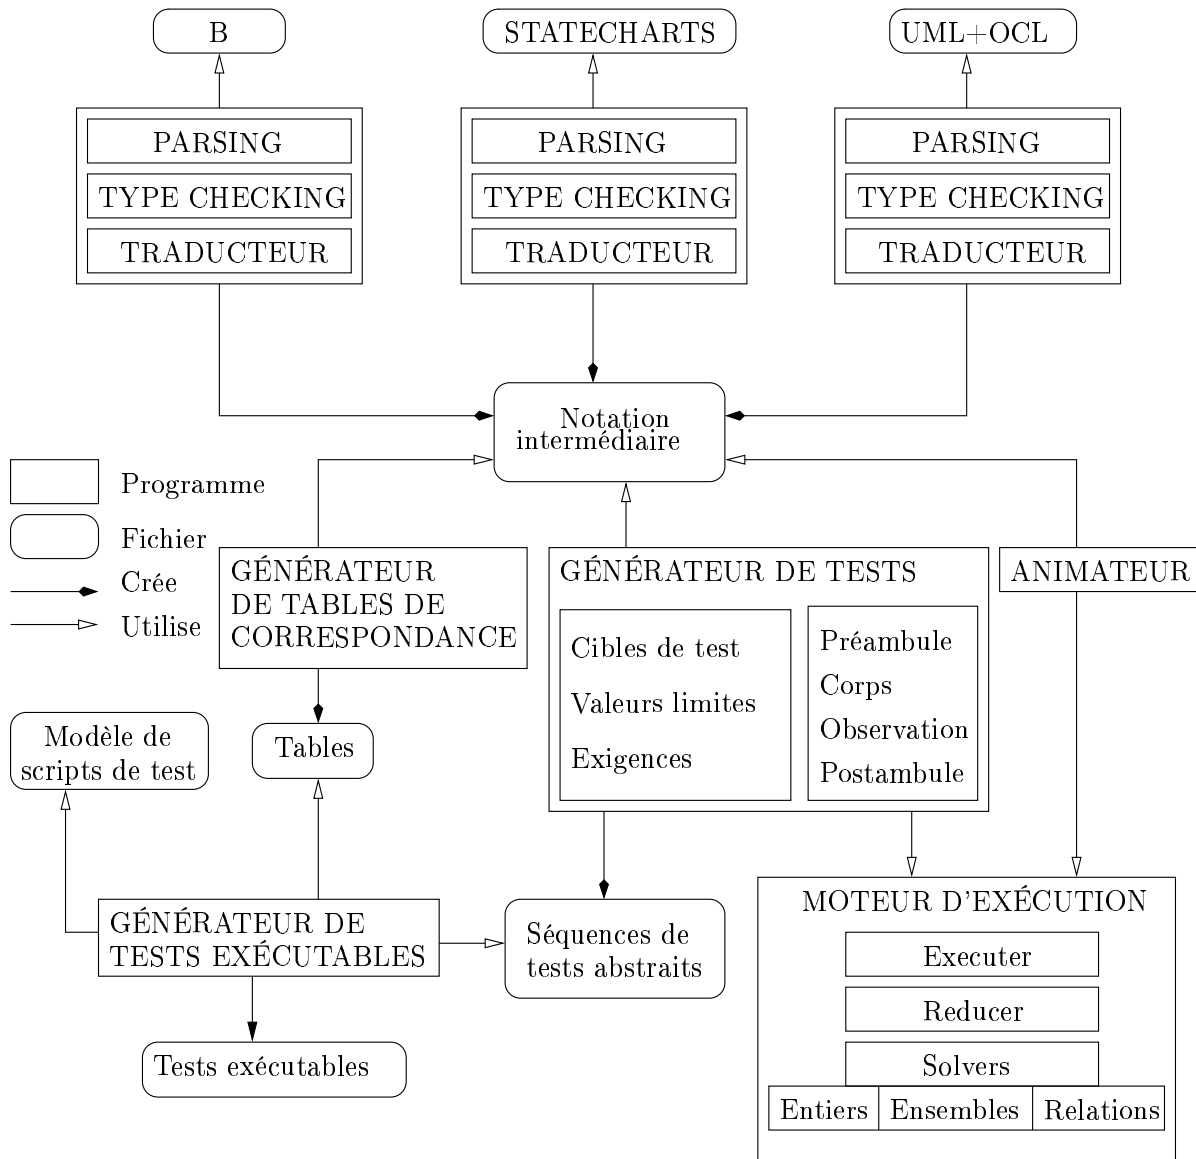 B
STATECHARTS
UML+OCL
PARSING
TYPE CHECKING
TRADUCTEUR
PARSING
TYPE CHECKING
TRADUCTEUR
PARSING
TYPE CHECKING
TRADUCTEUR
Notation
intermédiaire
Programme
Fichier
Crée
Utilise
GÉNÉRATEUR
DE TABLES DE
CORRESPONDANCE
GÉNÉRATEUR DE TESTS
Cibles de test
Valeurs limites
Exigences
Préambule
Corps
Observation
Postambule
ANIMATEUR
Modèle de
scripts de test
Tables
GÉNÉRATEUR DE
TESTS EXÉCUTABLES
Séquences de
tests abstraits
Tests exécutables
MOTEUR D'EXÉCUTION
Executer
Reducer
Solvers
Entiers
Ensembles
Relations